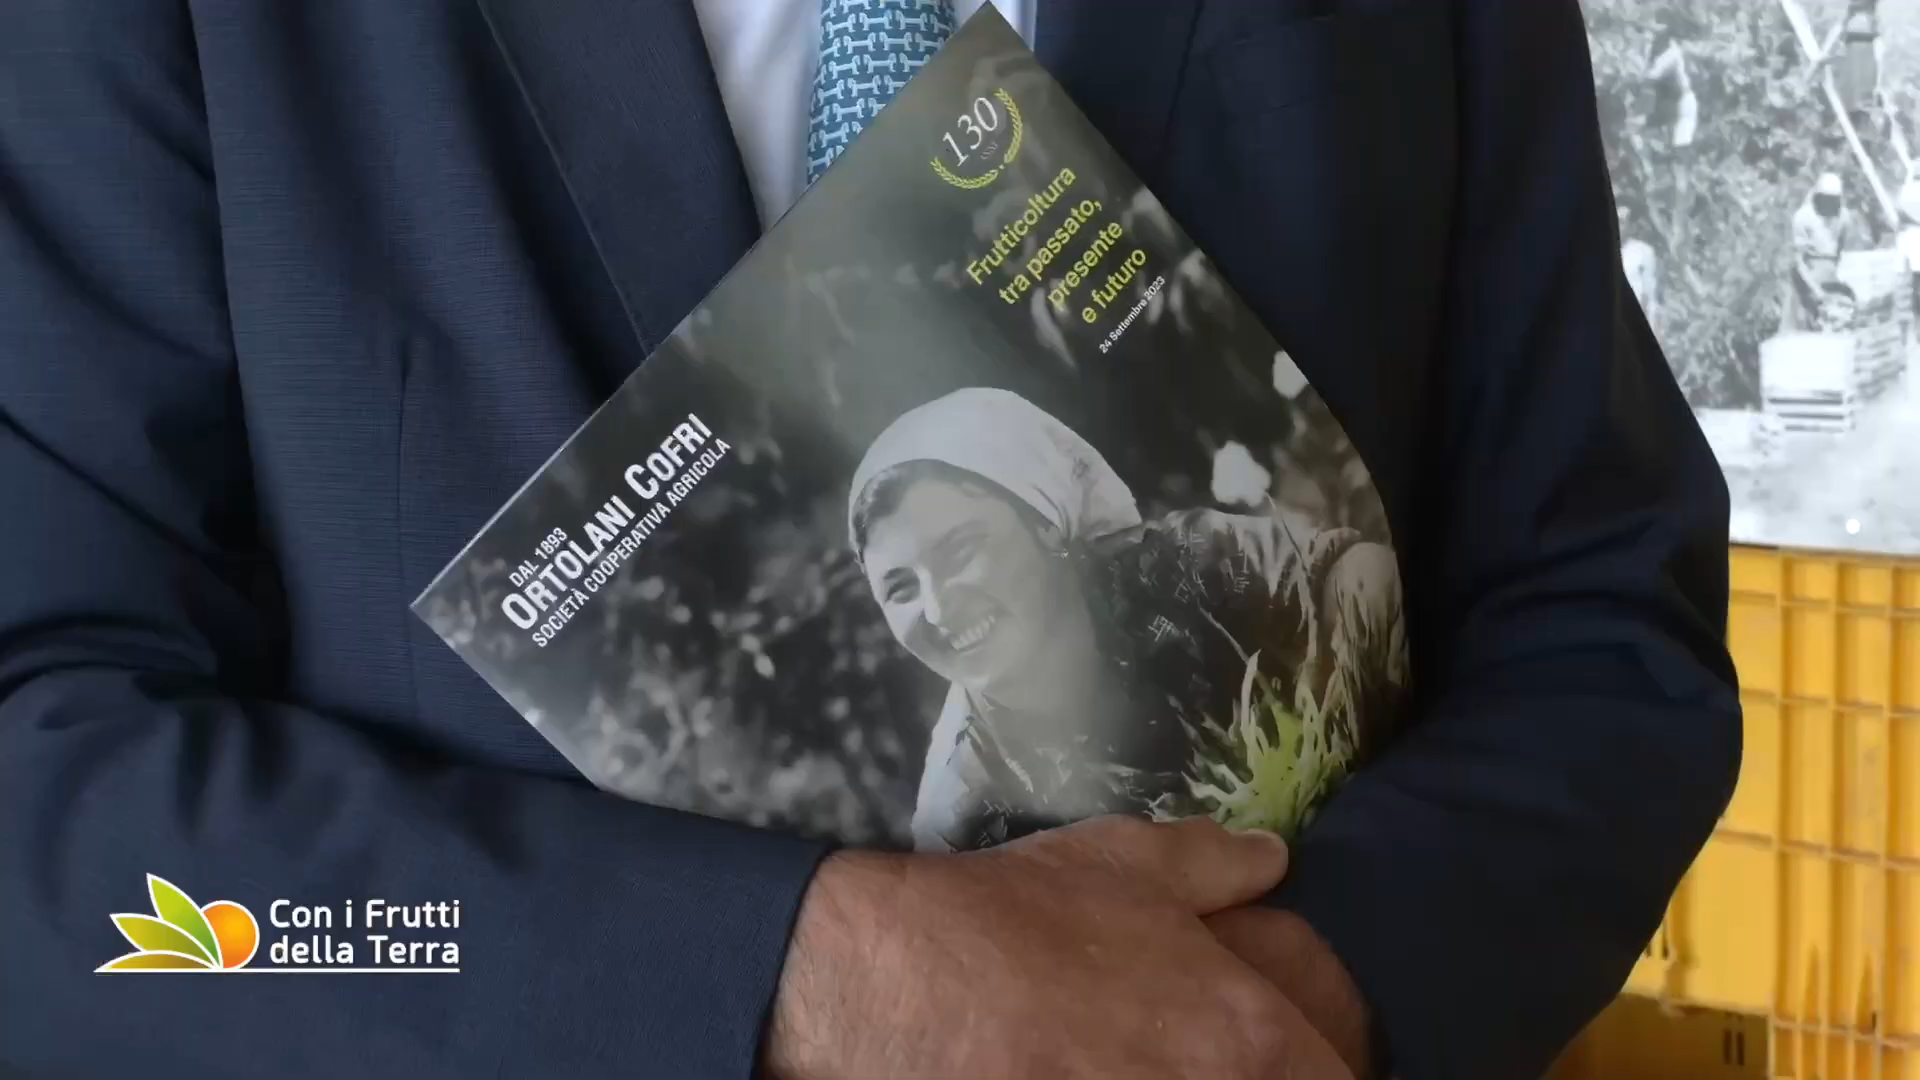 130
ANNI
Frutticoltura
tra passato,
presente
e futuro
24 Settembre 2023
DAL 1893
ORTOLANI COFRI
SOCIETÀ COOPERATIVA AGRICOLA
Con i Frutti
della Terra